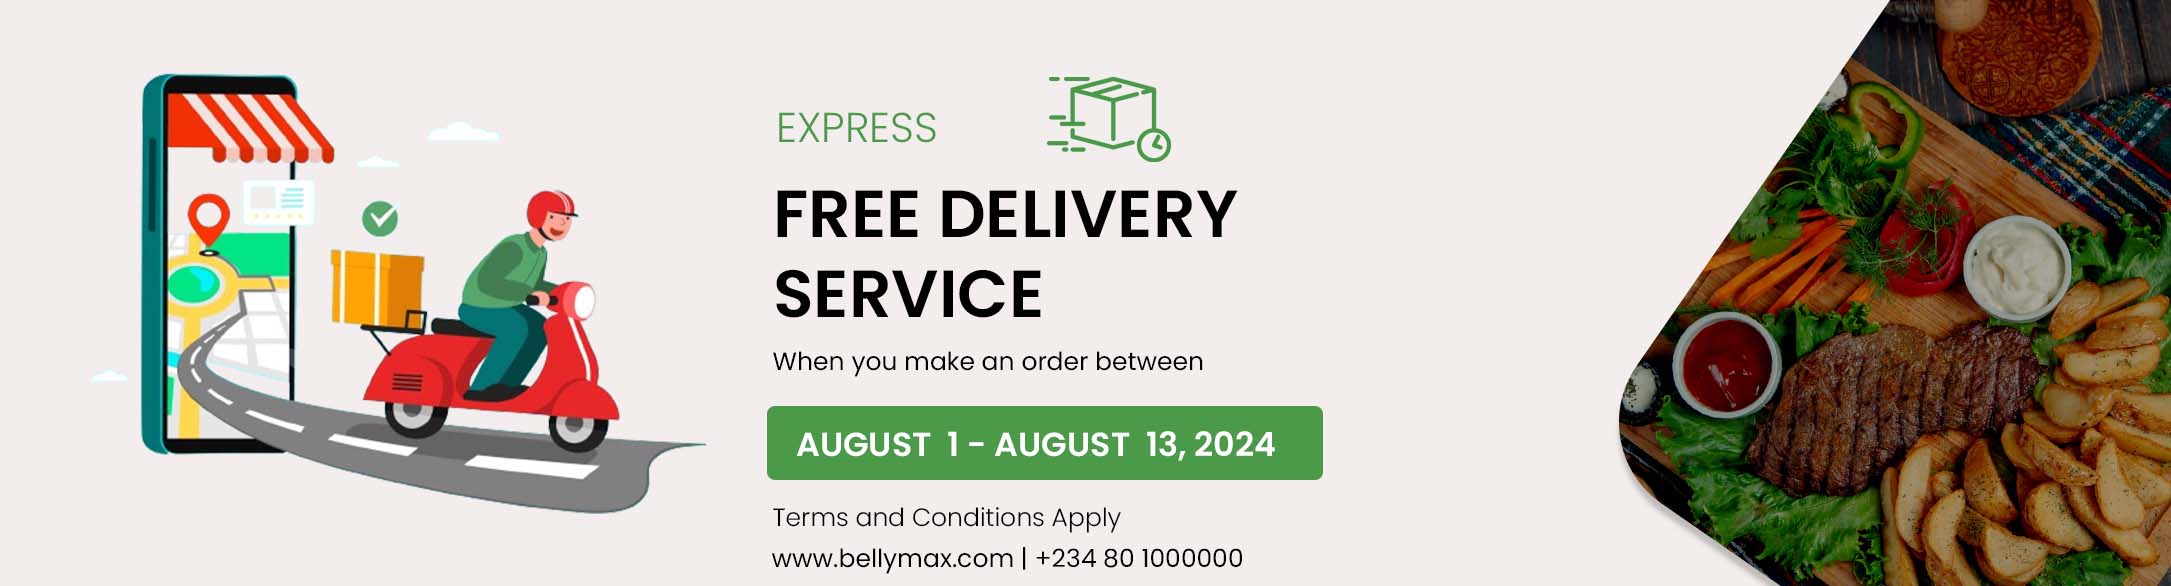 EXPRESS
FREE DELIVERY
SERVICE
When you make an order between
AUGUST 1 - AUGUST 13, 2024
Terms and Conditions Apply
www.bellymax.com | +234 80 1000000